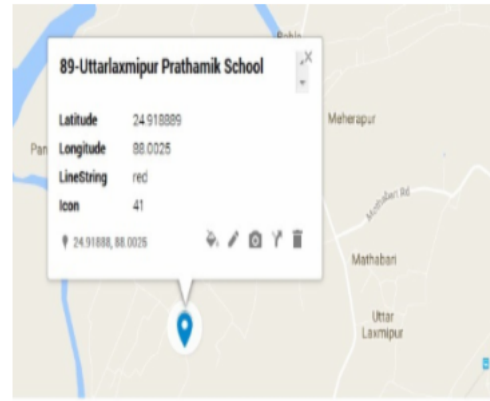 89-Uttarlaxmipur Prathamik School
Latitude 24.918889
Longitude 88.0025
LineString red
Icon 41
24.91888, 88.0025
Meherapur
Pan
Mothabari Rd
Mathabari
Uttar
Laxmipur